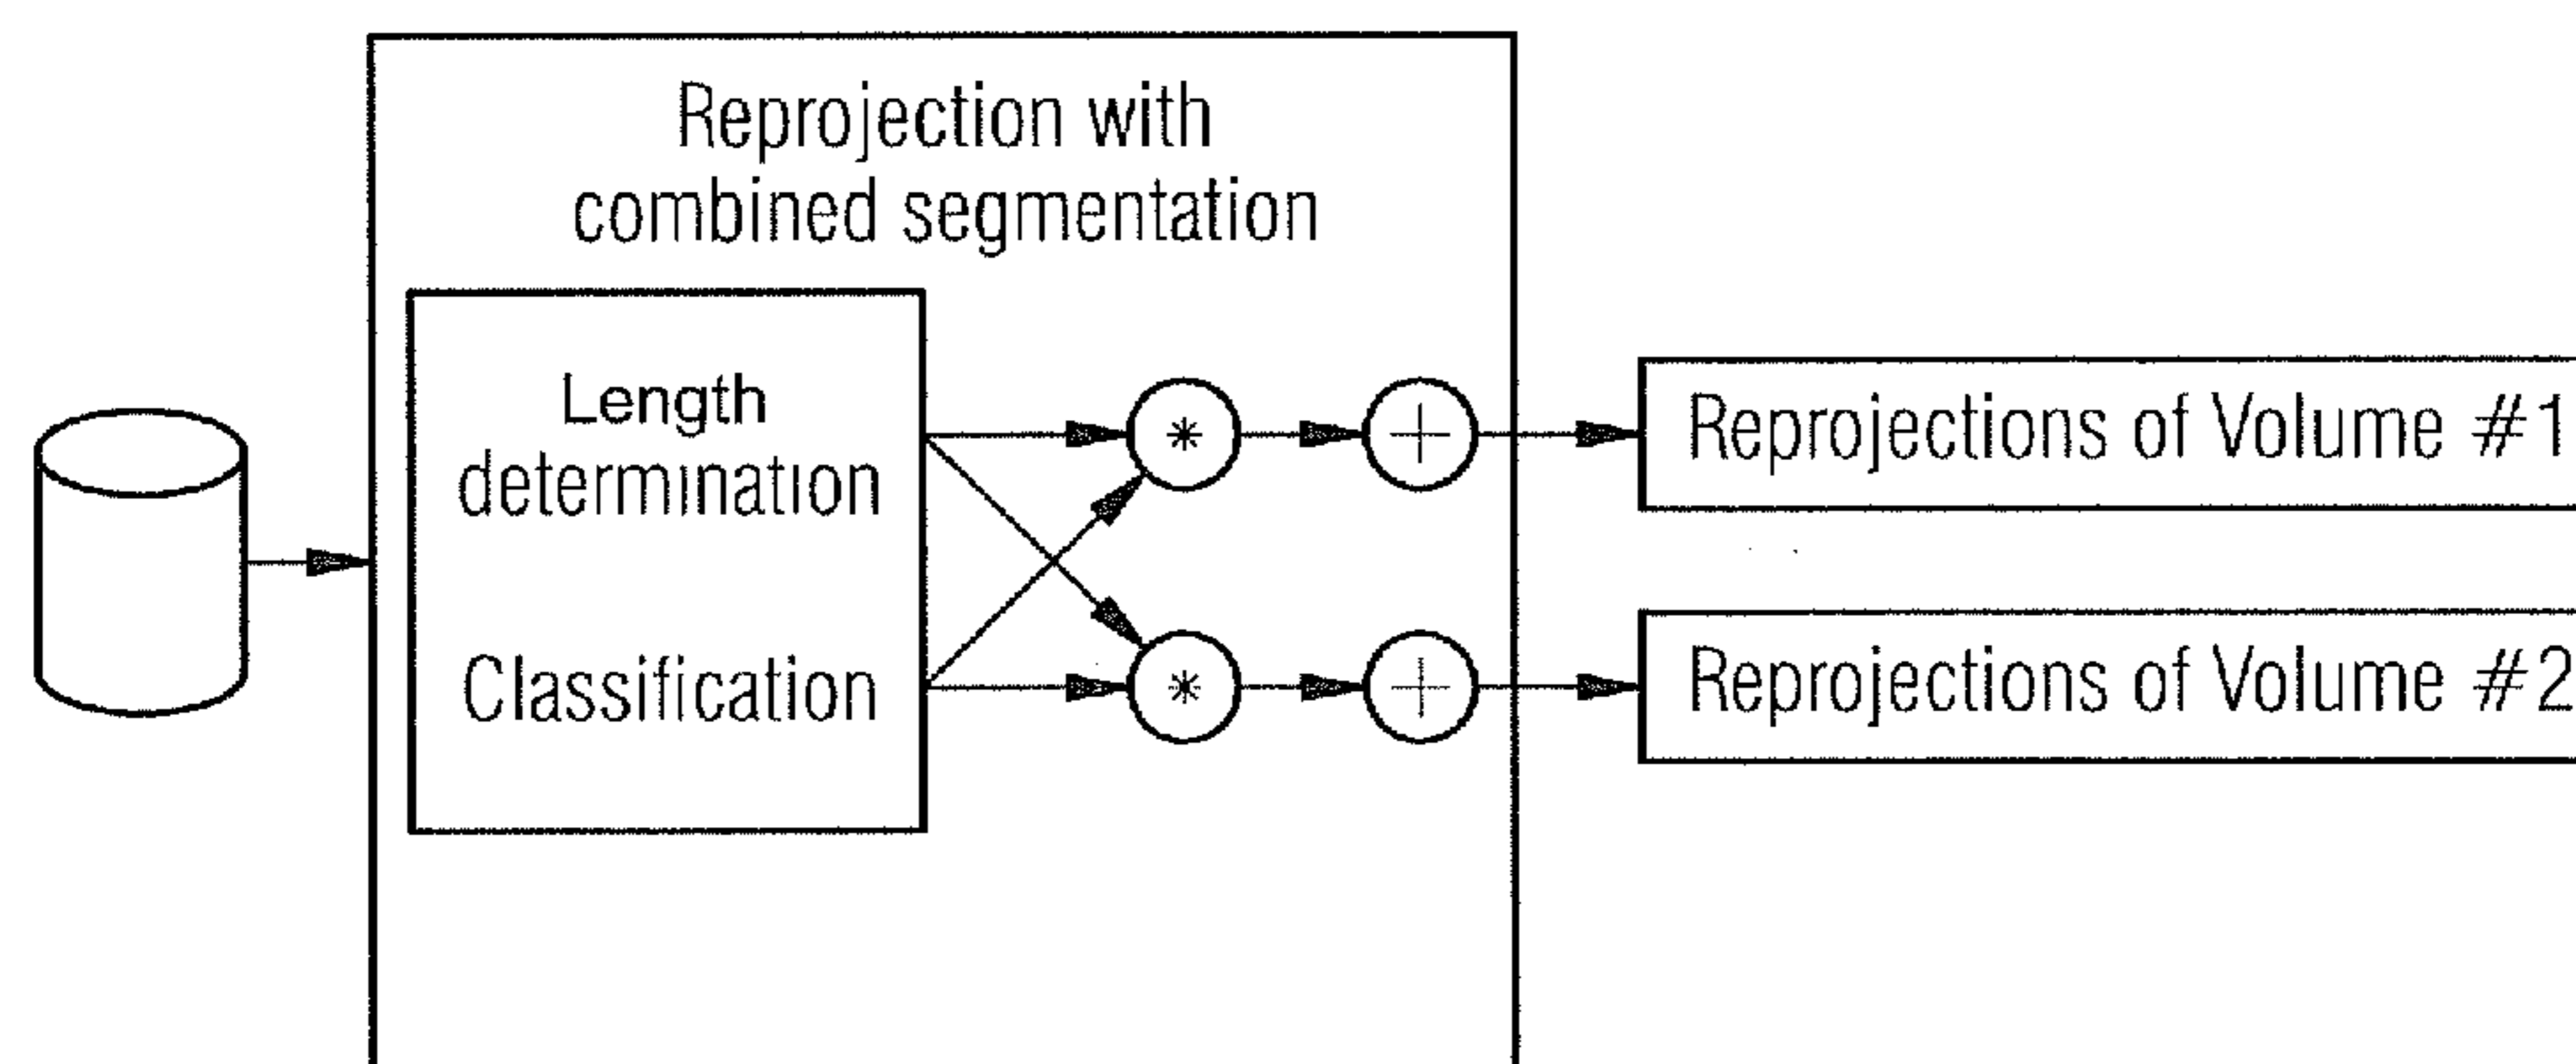 Reprojection with
combined segmentation
Length
determination
Classification
*
+
*
+
Reprojections of Volume #1
Reprojections of Volume #2